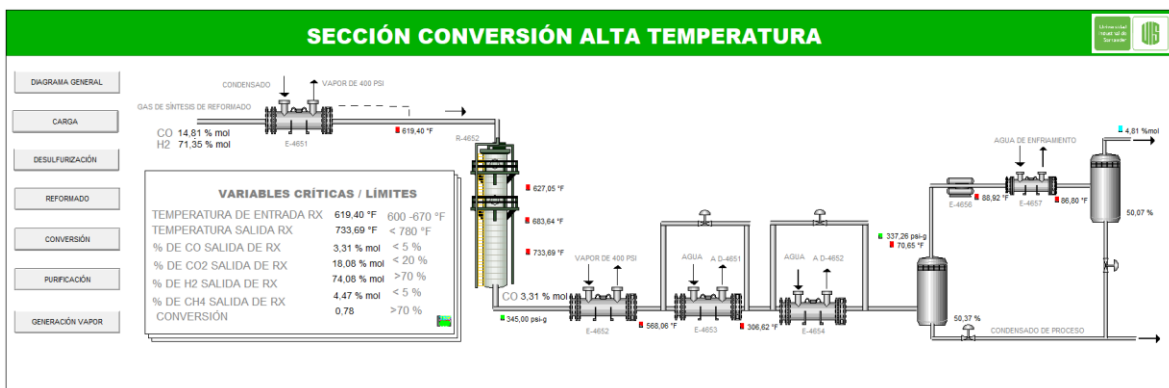 SECCIÓN CONVERSIÓN ALTA TEMPERATURA
Universidad
Industrial de
Santander
UIS
DIAGRAMA GENERAL
CARGA
DESULFURIZACIÓN
REFORMADO
CONVERSIÓN
PURIFICACIÓN
GENERACIÓN VAPOR
CONDENSADO
VAPOR DE 400 PSI
GAS DE SÍNTESIS DE REFORMADO
CO 14,81 % mol
H2 71,35 % mol
E-4651
619,40 °F
R-4652
627,05 °F
683,64 °F
733,69 °F
VARIABLES CRÍTICAS / LÍMITES
TEMPERATURA DE ENTRADA RX 619,40 °F 600 -670 °F
TEMPERATURA SALIDA RX 733,69 °F < 780 °F
% DE CO SALIDA DE RX 3,31 % mol < 5 %
% DE CO2 SALIDA DE RX 18,08 % mol < 20 %
% DE H2 SALIDA DE RX 74,08 % mol >70 %
% DE CH4 SALIDA DE RX 4,47 % mol < 5 %
CONVERSIÓN 0,78 >70 %
CO 3,31 % mol
345,00 psi-g
VAPOR DE 400 PSI
E-4652
568,06 °F
AGUA
A D-4651
E-4653
306,62 °F
AGUA
A D-4652
E-4654
337,26 psi-g
70,65 °F
50,37 %
CONDENSADO DE PROCESO
E-4656
88,92 °F
AGUA DE ENFRIAMIENTO
E-4657
86,80 °F
4,81 %mol
50,07 %